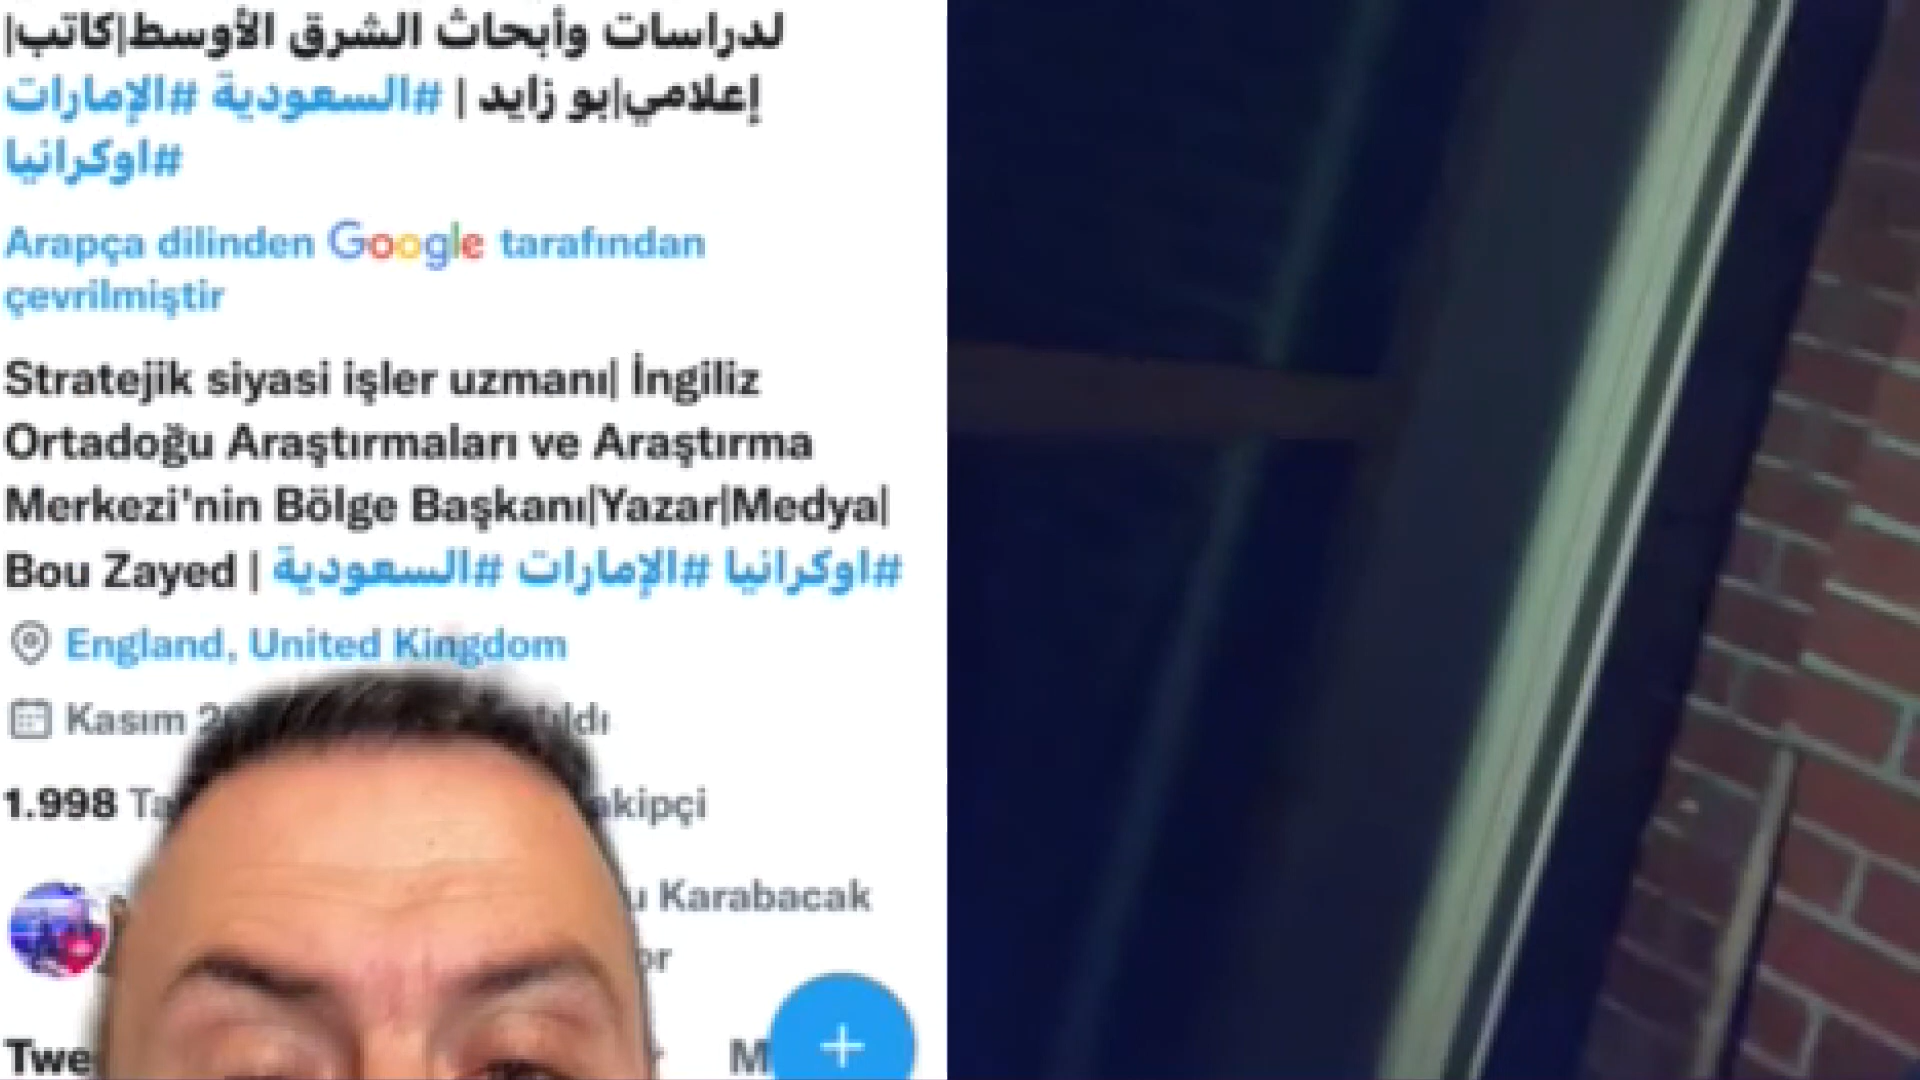 لدراسات وأبحاث الشرق الأوسط|كاتب|
إعلامي|بو زايد | #السعودية #الإمارات
#اوكرانيا
Arapça dilinden Google tarafından
çevrilmiştir
Stratejik siyasi işler uzmanı| İngiliz
Ortadoğu Araştırmaları ve Araştırma
Merkezi'nin Bölge Başkanı|Yazar|Medya|
Bou Zayed | #اوكرانيا #الإمارات #السعودية
England, United Kingdom
Kasım
1.998
Karabacak